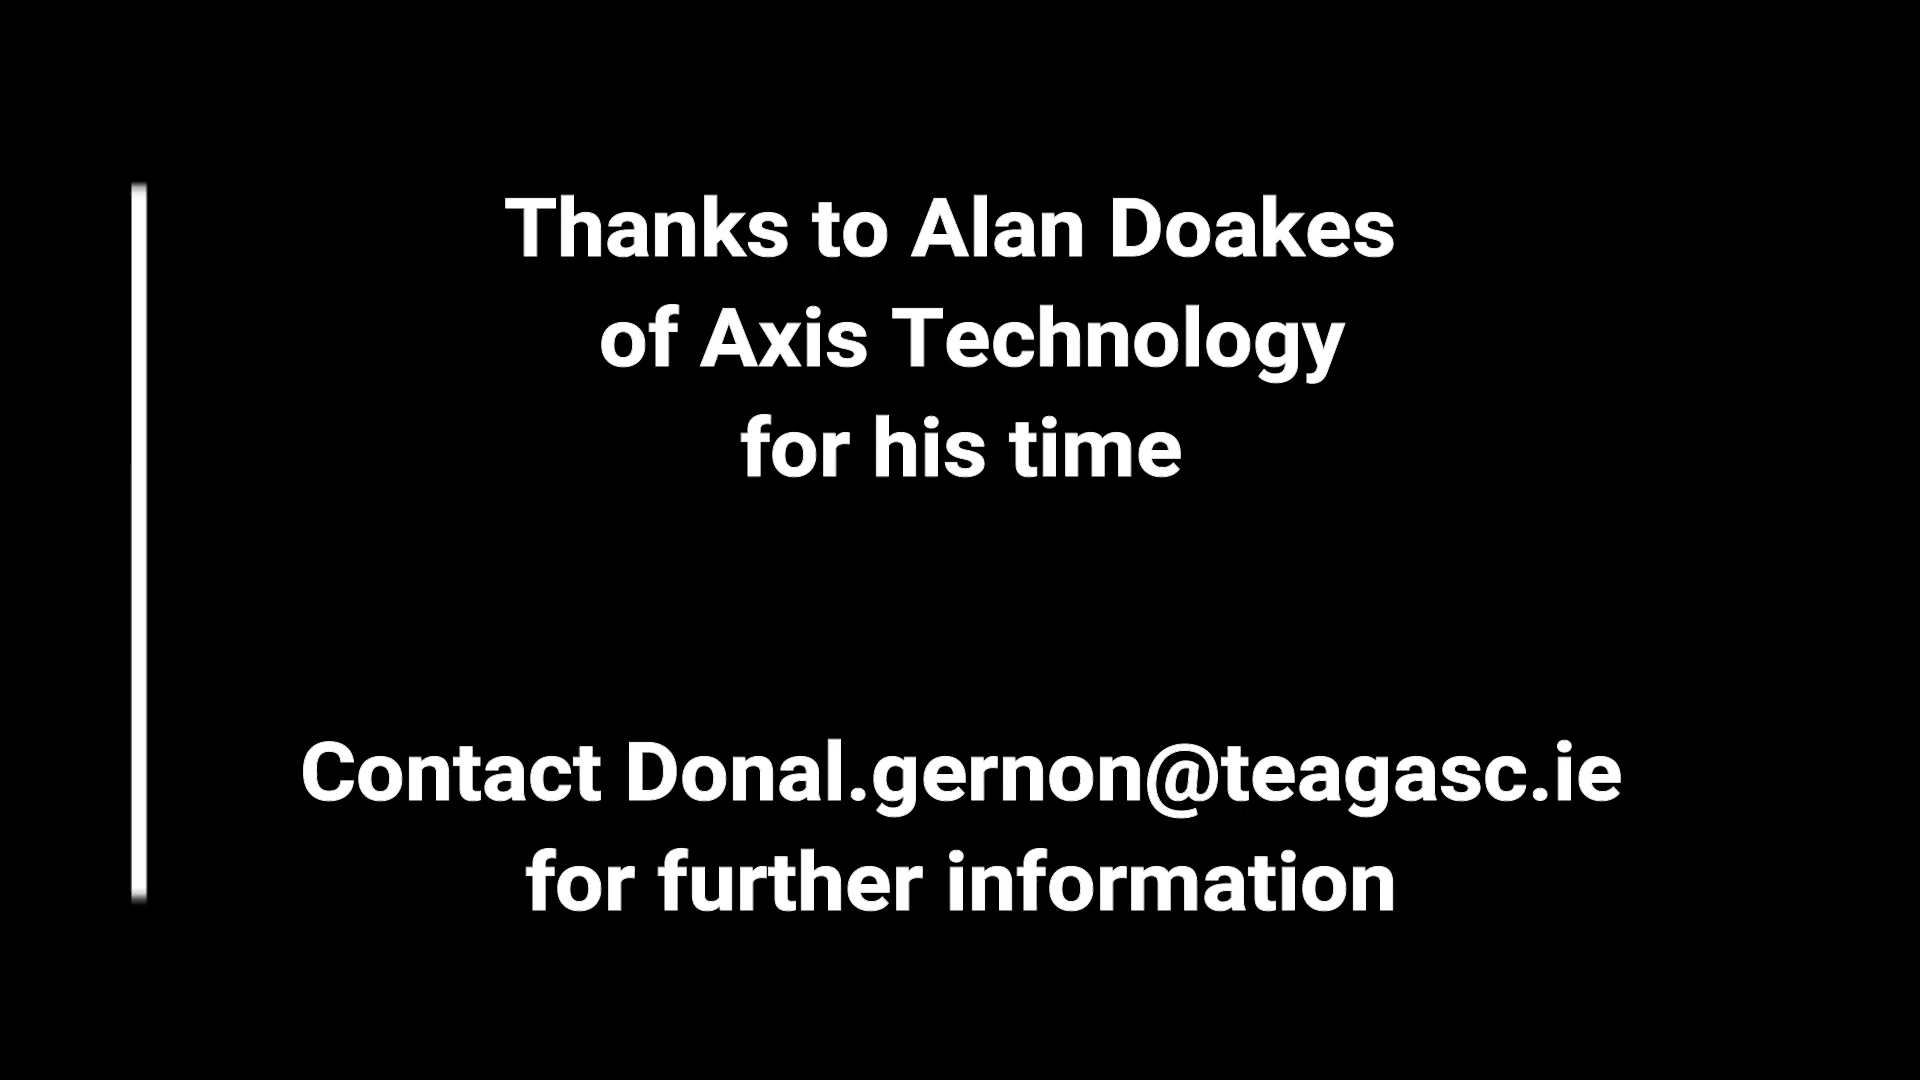 Thanks to Alan Doakes
of Axis Technology
for his time
Contact Donal.gernon@teagasc.ie
for further information